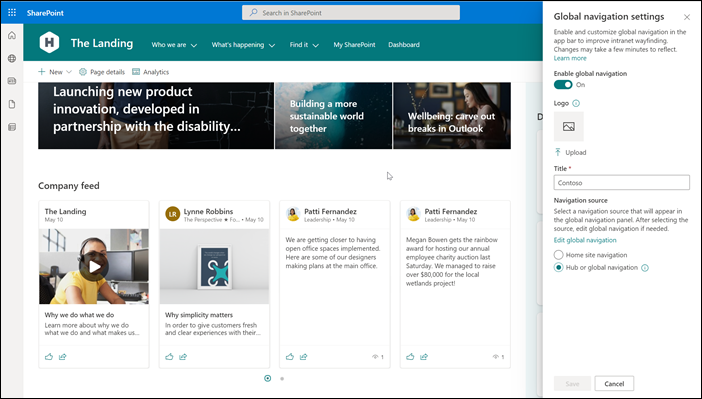 SharePoint
Search in SharePoint
H
The Landing
Who we are
What's happening
Find it
My SharePoint
Dashboard
New
Page details
Analytics
Launching new product
innovation, developed in
partnership with the disability...
Building a more
sustainable world
together
Wellbeing: carve out
breaks in Outlook
D
Company feed
The Landing
May 10
Why we do what we do
Learn more about why we do
what we do and what makes us...
LR
Lynne Robbins
The Perspective ★ Fo... • May 10
Why simplicity matters
In order to give customers fresh
and clear experiences with their...
Patti Fernandez
Leadership • May 10
We are getting closer to having
open office spaces implemented.
Here are some of our designers
making plans at the main office.
1
Patti Fernandez
Leadership • May 10
Megan Bowen gets the rainbow
award for hosting our annual
employee charity auction last
Saturday. We managed to raise
over $80,000 for the local
wetlands project!
1
Global navigation settings
Enable and customize global navigation in the
app bar to improve intranet wayfinding.
Changes may take a few minutes to reflect.
Learn more
Enable global navigation
On
Logo
Upload
Title *
Contoso
Navigation source
Select a navigation source that will appear in
the global navigation panel. After selecting the
source, edit global navigation if needed.
Edit global navigation
Home site navigation
Hub or global navigation
Save
Cancel